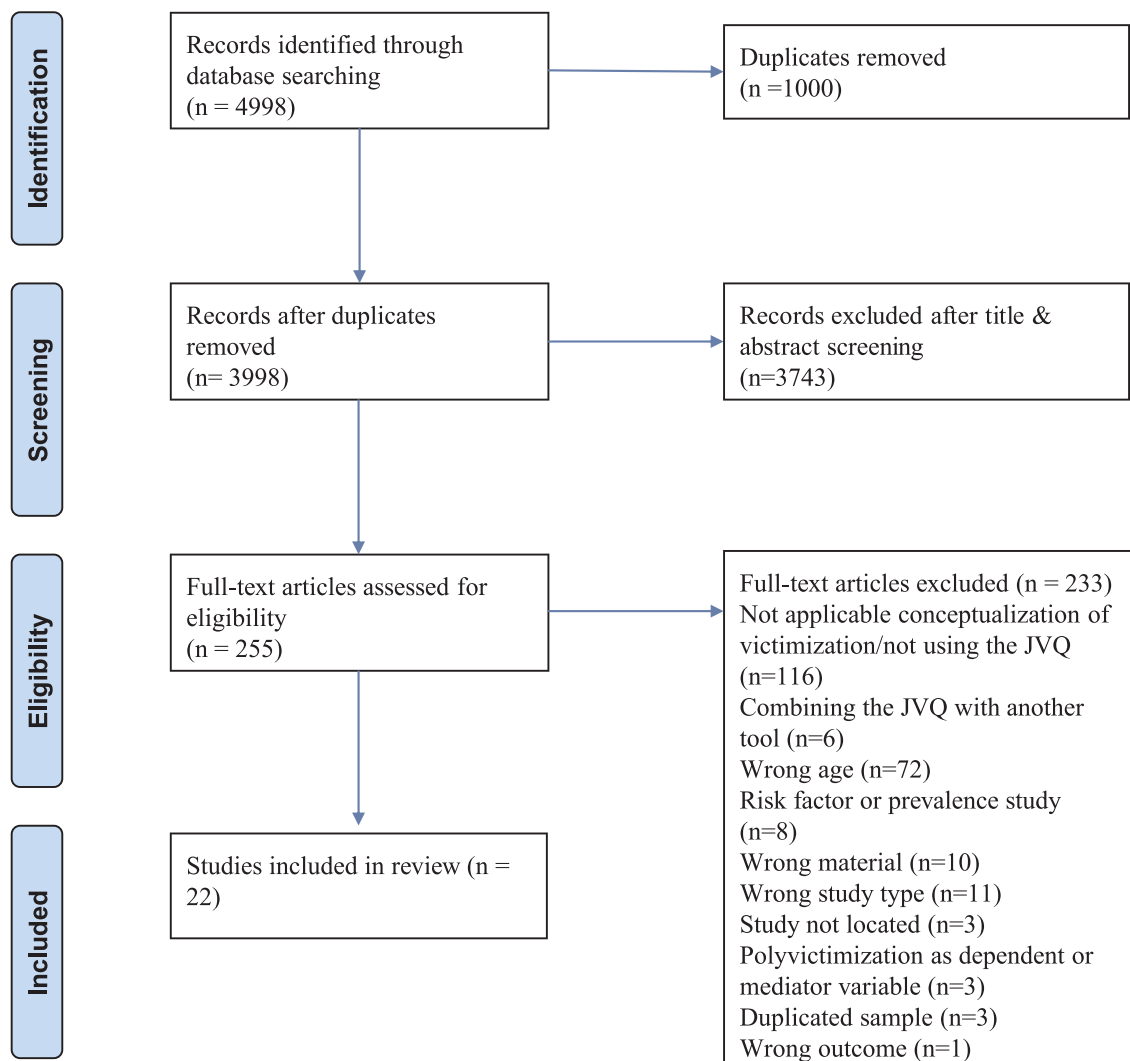 Identification
Records identified through
database searching
(n = 4998)
Duplicates removed
(n =1000)
Screening
Records after duplicates
removed
(n= 3998)
Records excluded after title &
abstract screening
(n=3743)
Eligibility
Full-text articles assessed for
eligibility
(n = 255)
Full-text articles excluded (n = 233)
Not applicable conceptualization of
victimization/not using the JVQ
(n=116)
Combining the JVQ with another
tool (n=6)
Wrong age (n=72)
Risk factor or prevalence study
(n=8)
Wrong material (n=10)
Wrong study type (n=11)
Study not located (n=3)
Polyvictimization as dependent or
mediator variable (n=3)
Duplicated sample (n=3)
Wrong outcome (n=1)
Included
Studies included in review (n =
22)